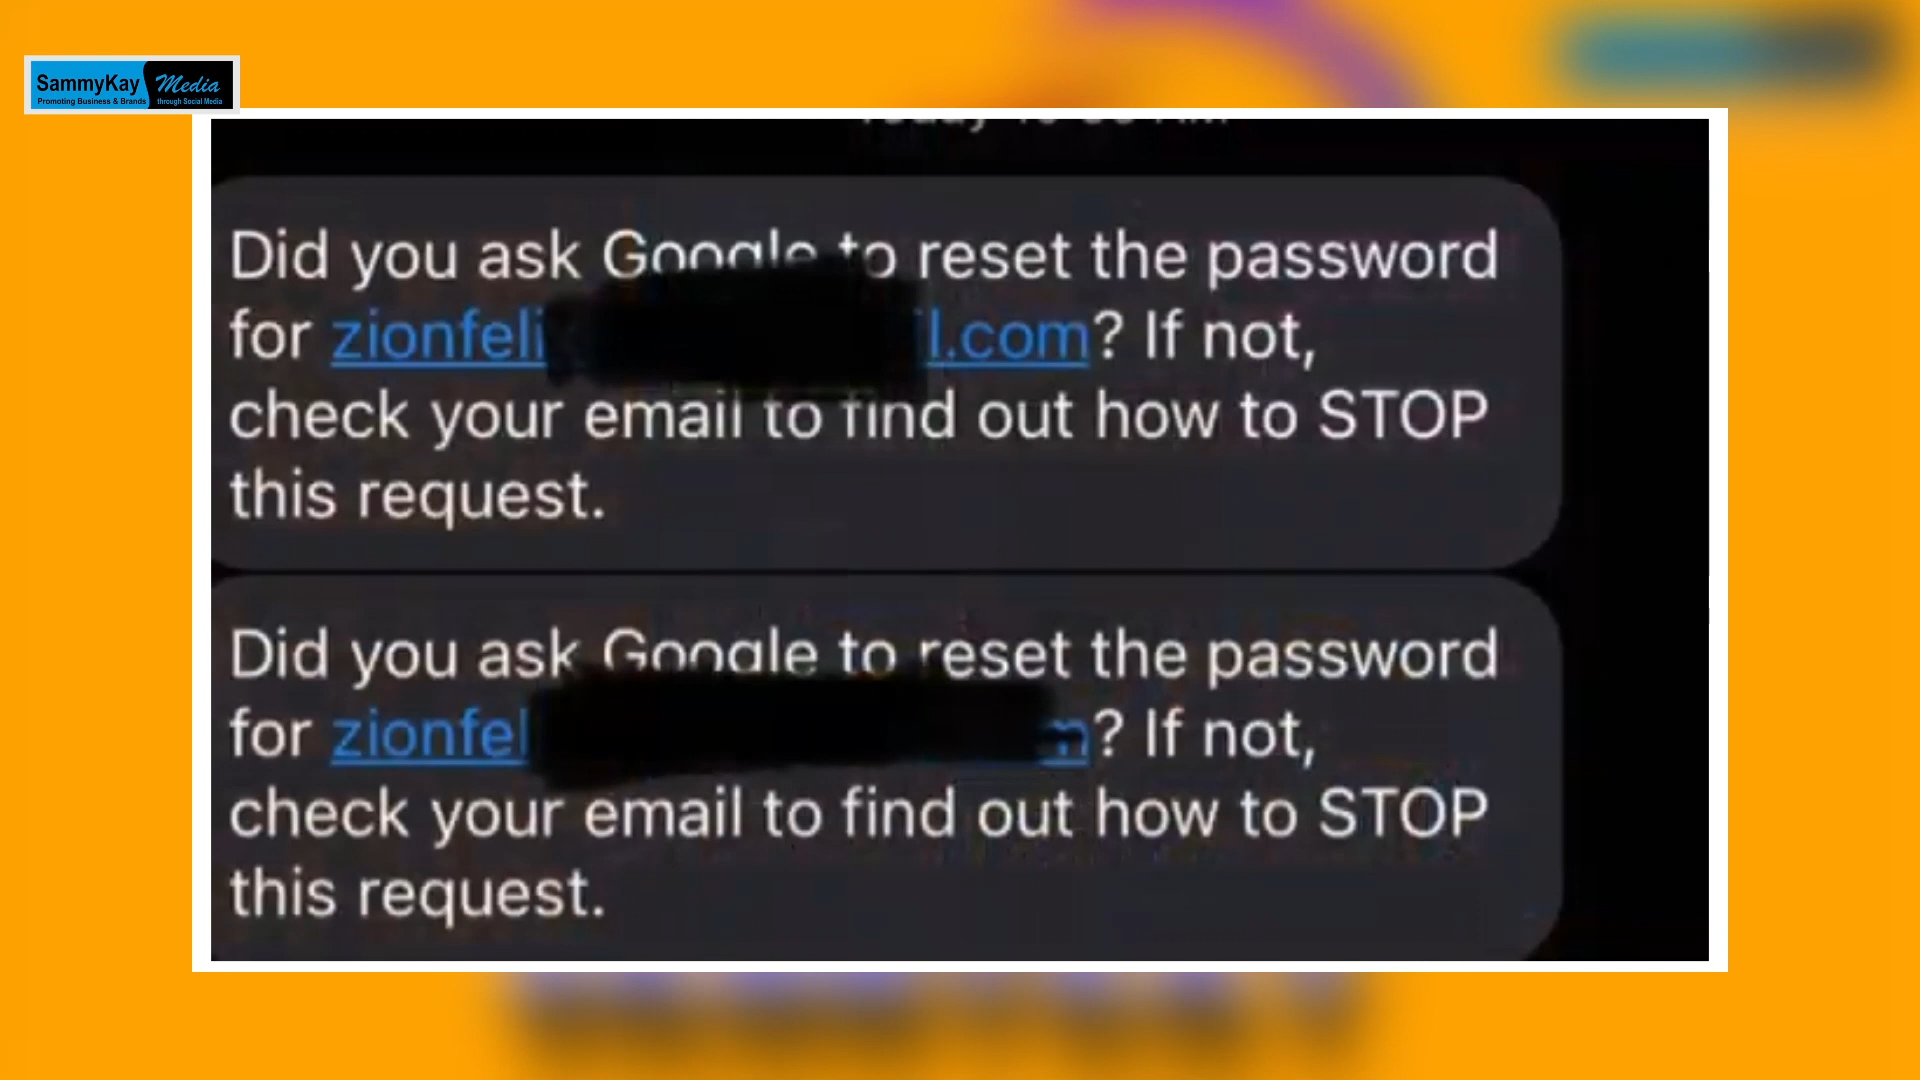 SammyKay Media
Promoting Business & Brands through Social Media
Did you ask Google to reset the password
for zionfeli l.com? If not,
check your email to find out how to STOP
this request.
Did you ask Google to reset the password
for zionfel m? If not,
check your email to find out how to STOP
this request.